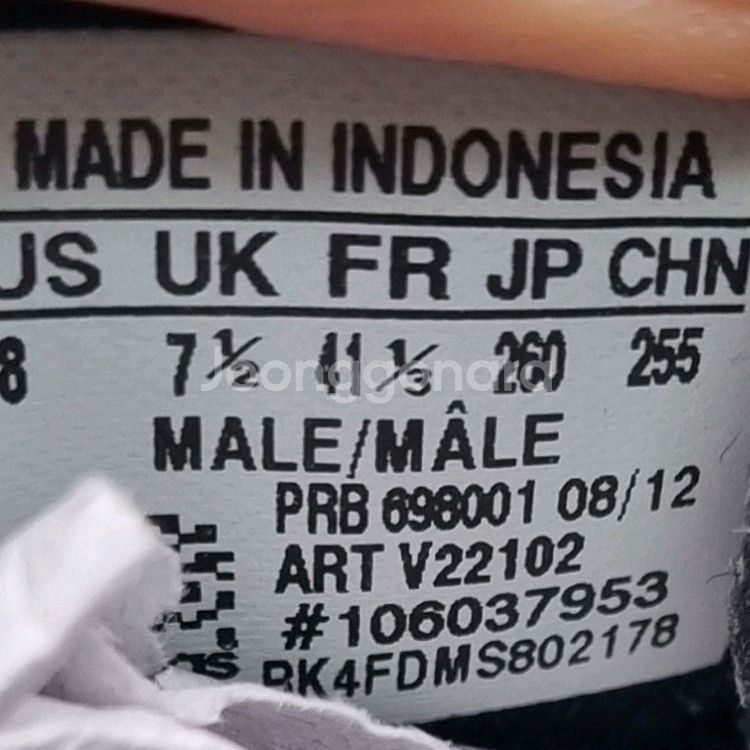 MADE IN INDONESIA
US UK FR JP CHN
8 7½ 41⅓ 260 255
Jeonggonara
MALE/MÂLE
PRB 698001 08/12
ART V22102
#106037953
RK4FDMS802178